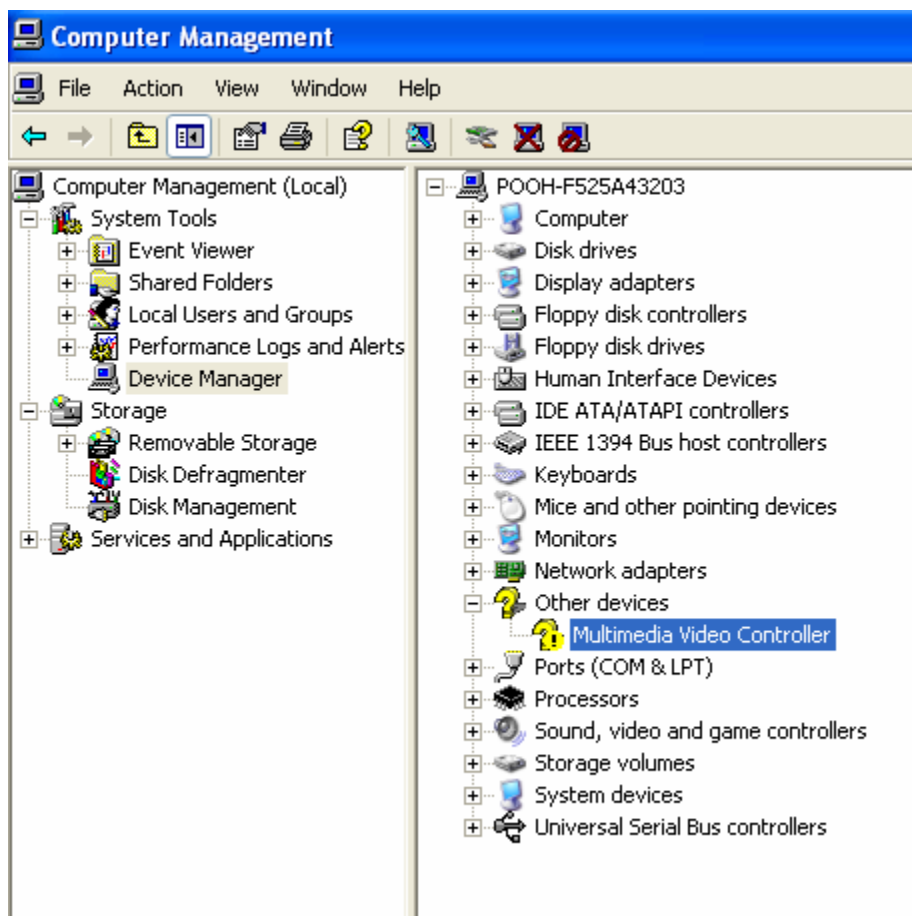 Computer Management
File Action View Window Help
Computer Management (Local)
System Tools
Event Viewer
Shared Folders
Local Users and Groups
Performance Logs and Alerts
Device Manager
Storage
Removable Storage
Disk Defragmenter
Disk Management
Services and Applications
POOH-F525A43203
Computer
Disk drives
Display adapters
Floppy disk controllers
Floppy disk drives
Human Interface Devices
IDE ATA/ATAPI controllers
IEEE 1394 Bus host controllers
Keyboards
Mice and other pointing devices
Monitors
Network adapters
Other devices
Multimedia Video Controller
Ports (COM & LPT)
Processors
Sound, video and game controllers
Storage volumes
System devices
Universal Serial Bus controllers